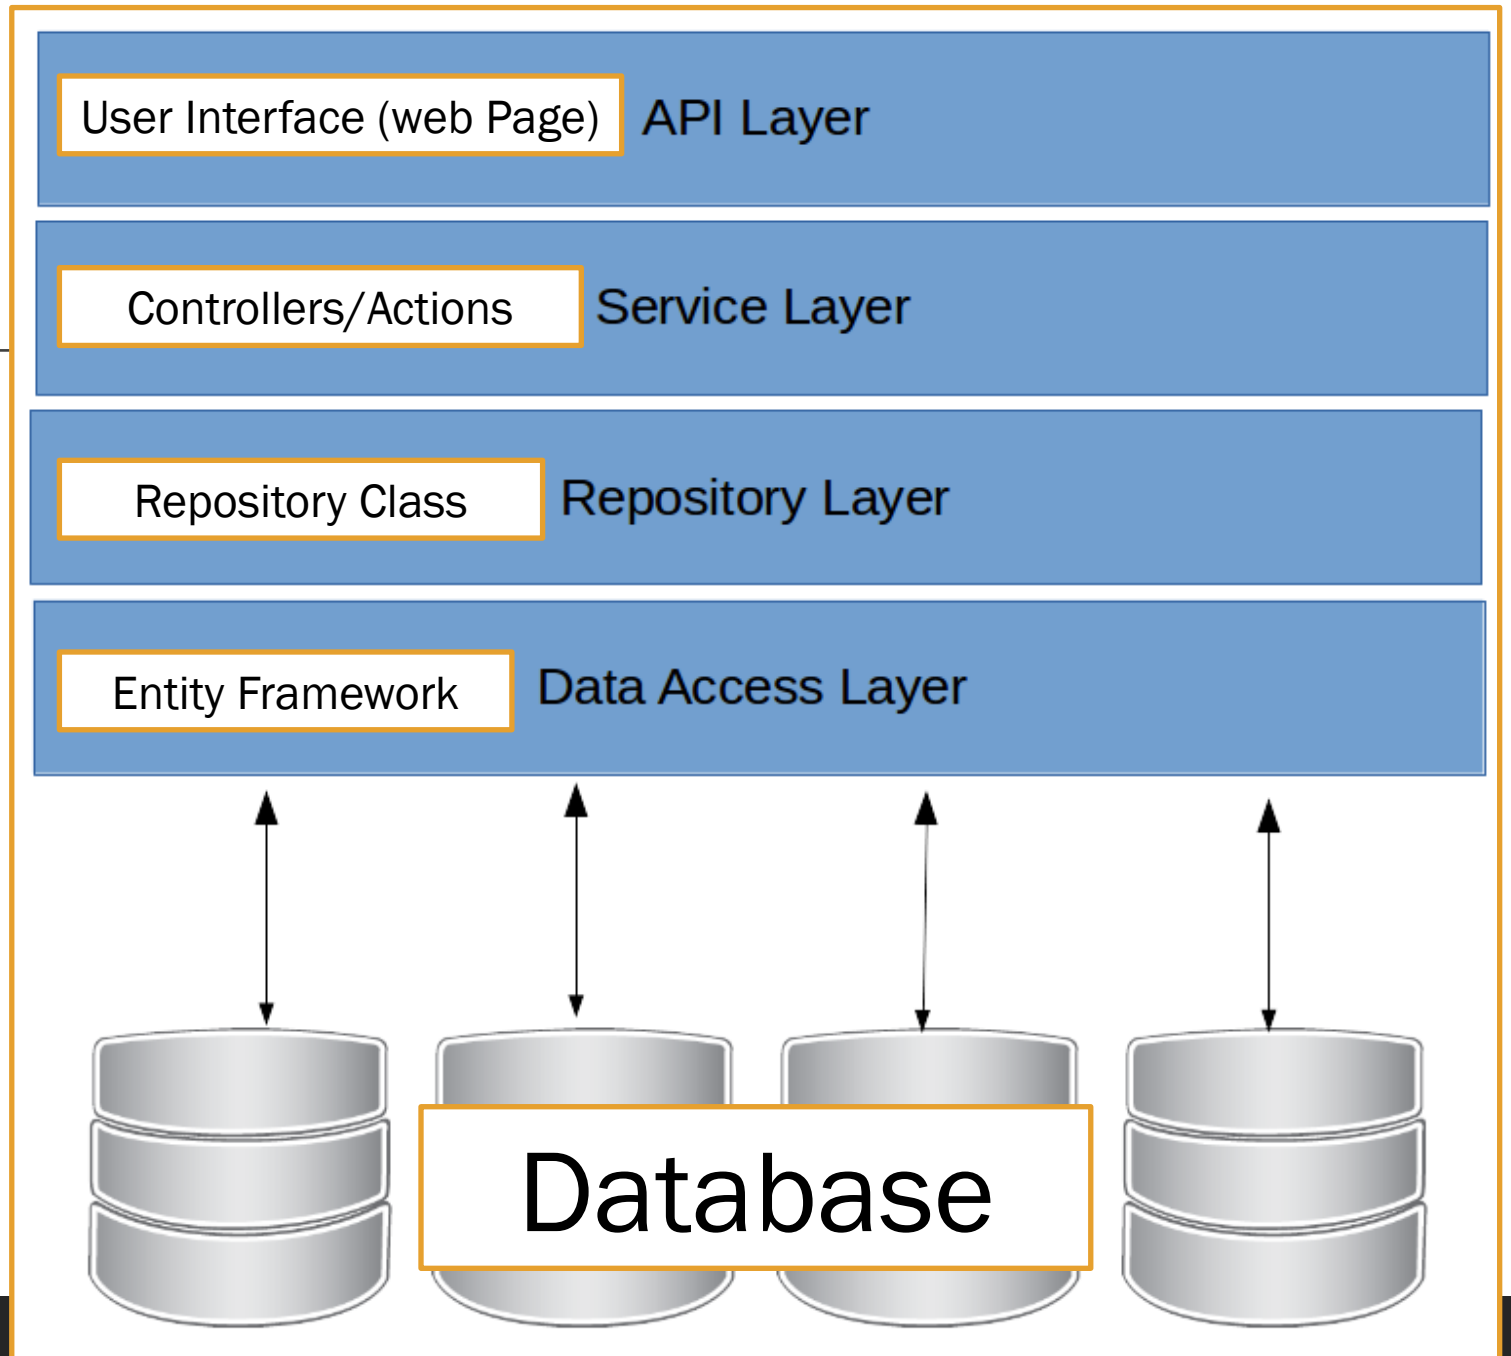 User Interface (web Page) API Layer
Controllers/Actions Service Layer
Repository Class Repository Layer
Entity Framework Data Access Layer
Database